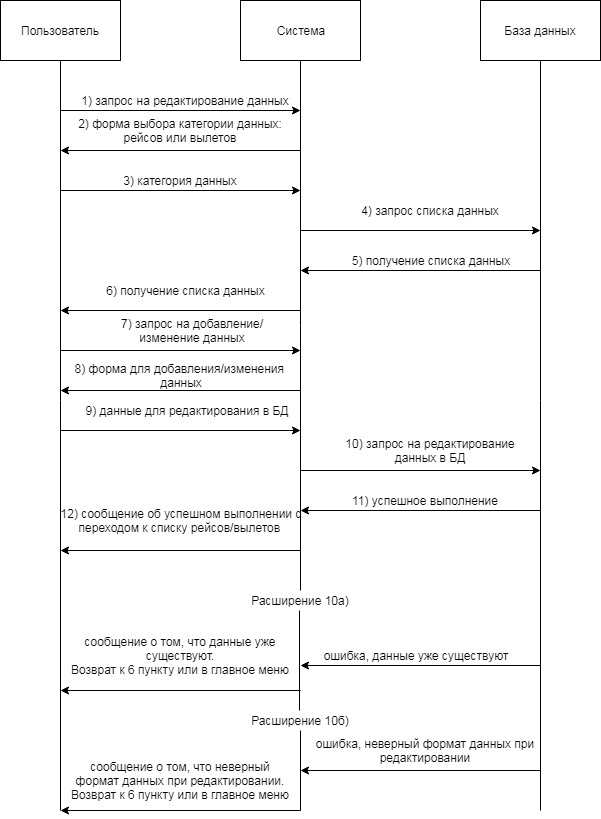 Пользователь
Система
База данных
1) запрос на редактирование данных
2) форма выбора категории данных:
рейсов или вылетов
3) категория данных
4) запрос списка данных
5) получение списка данных
6) получение списка данных
7) запрос на добавление/
изменение данных
8) форма для добавления/изменения
данных
9) данные для редактирования в БД
10) запрос на редактирование
данных в БД
11) успешное выполнение
12) сообщение об успешном выполнении с
переходом к списку рейсов/вылетов
Расширение 10а)
сообщение о том, что данные уже
существуют.
Возврат к 6 пункту или в главное меню
ошибка, данные уже существуют
Расширение 10б)
ошибка, неверный формат данных при
редактировании
сообщение о том, что неверный
формат данных при редактировании.
Возврат к 6 пункту или в главное меню